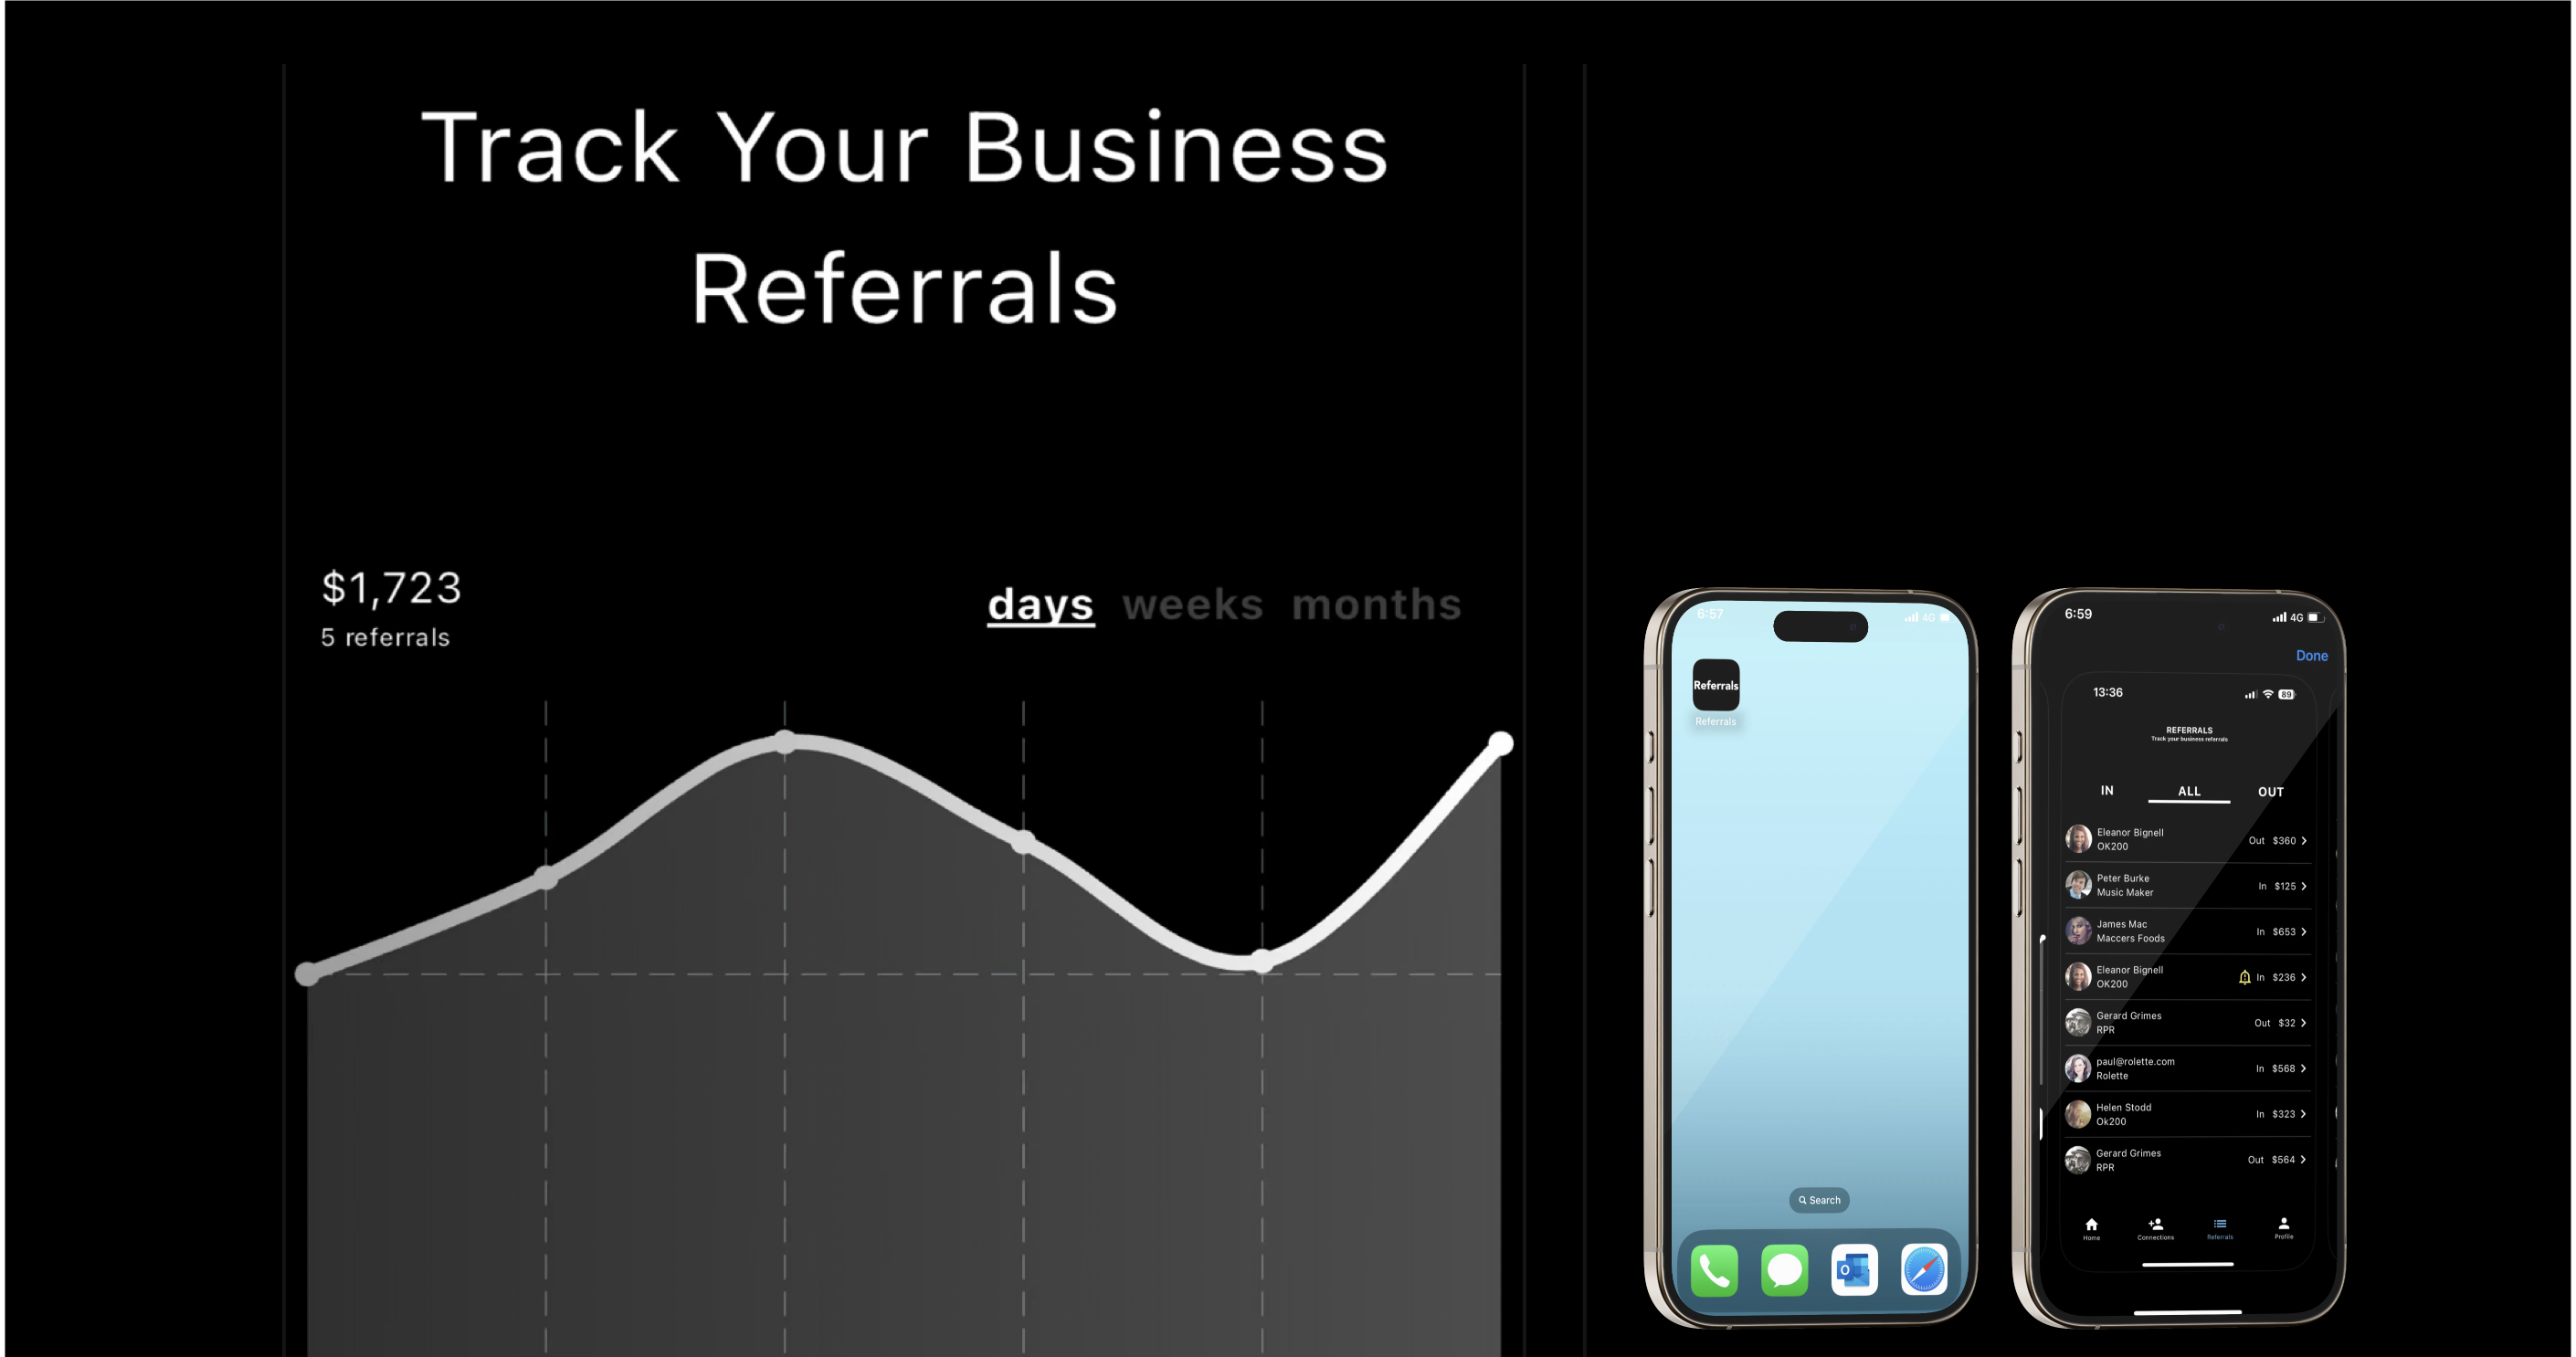 Track Your Business
Referrals
$1,723
5 referrals
days weeks months
6:57
4G
Referrals
Referrals
Search
6:59
4G
Done
13:36
89
REFERRALS
Track your business referrals
IN ALL OUT
Eleanor Bignell
OK200
Out $360
Peter Burke
Music Maker
In $125
James Mac
Maccers Foods
In $653
Eleanor Bignell
OK200
In $236
Gerard Grimes
RPR
Out $32
paul@rolette.com
Rolette
In $568
Helen Stodd
Ok200
In $323
Gerard Grimes
RPR
Out $564
Home Connections Referrals Profile